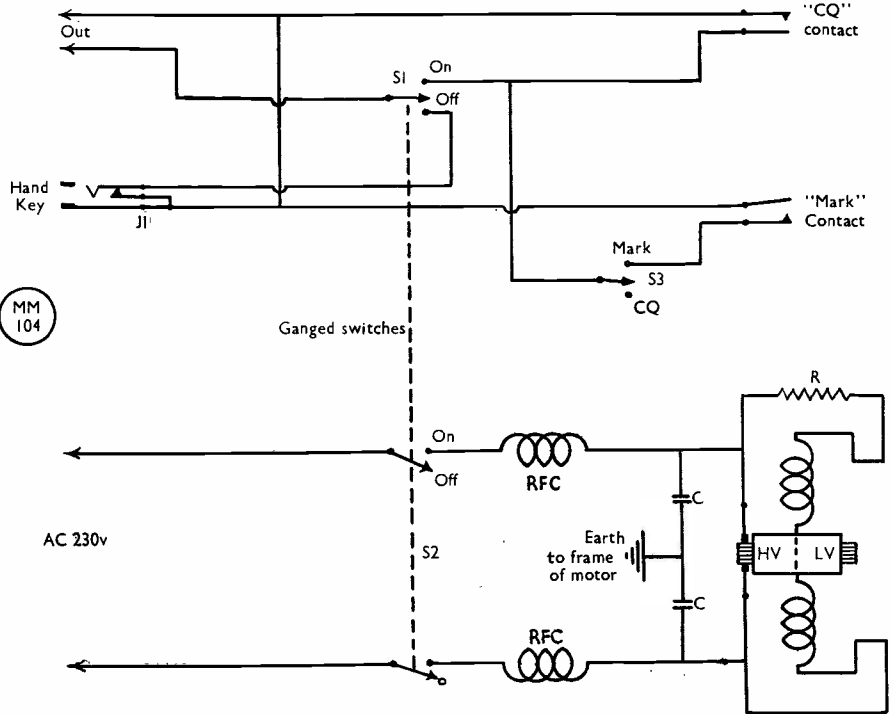 "CQ"
contact
Out
On
S1
Off
Hand
Key
J1
"Mark"
Contact
Mark
S3
CQ
MM
104
Ganged switches
R
On
Off
RFC
C
AC 230v
S2
Earth
to frame
of motor
HV
LV
C
RFC